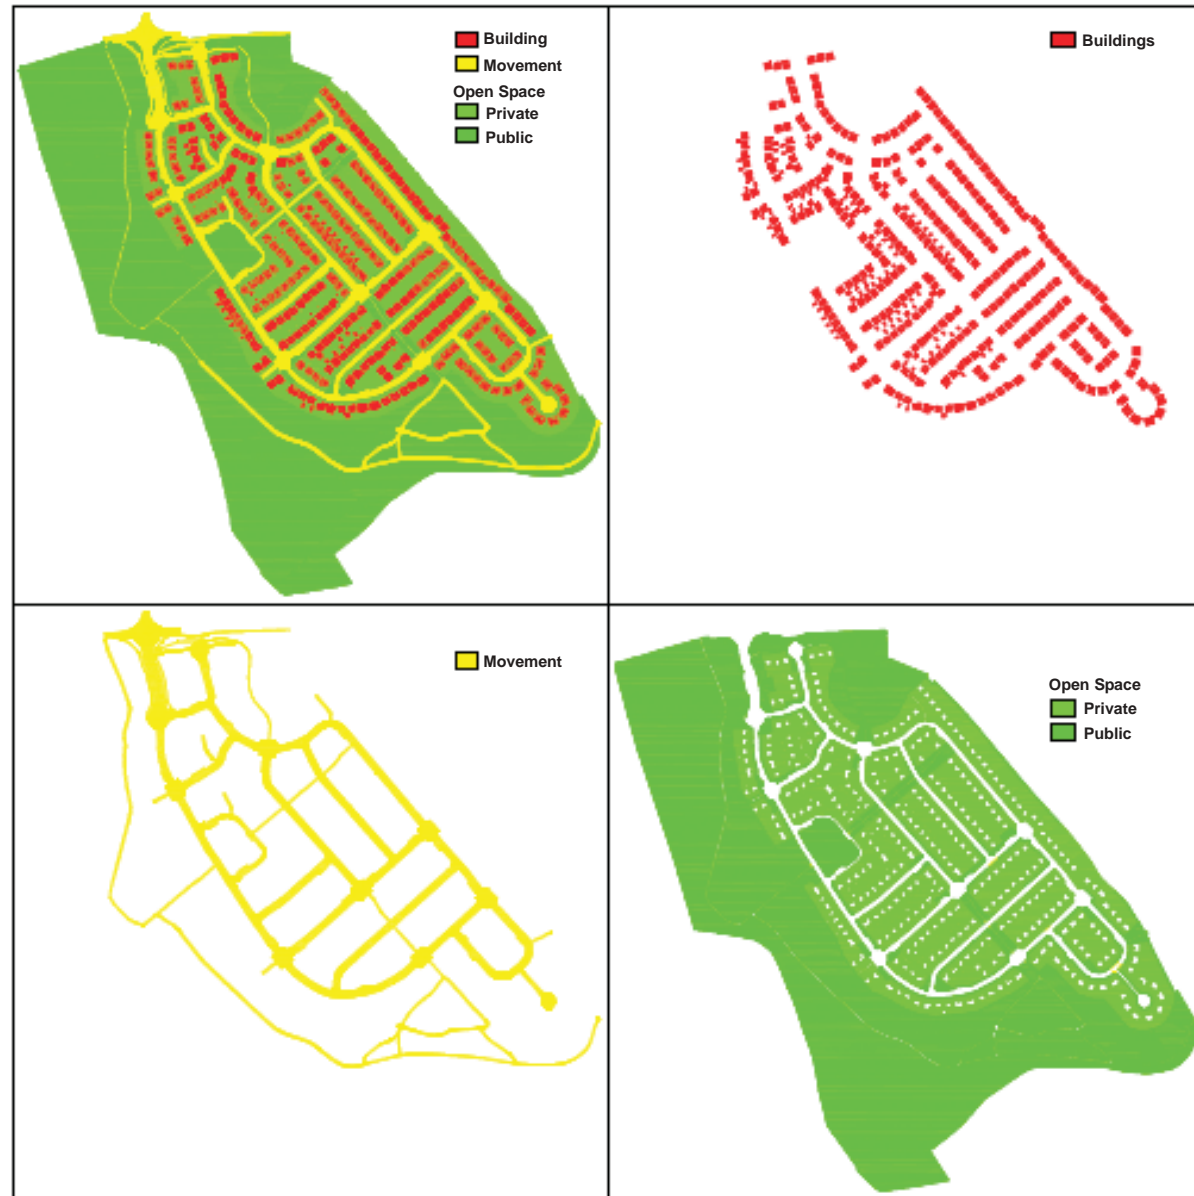 Building
Movement
Open Space
Private
Public
Buildings
Movement
Open Space
Private
Public